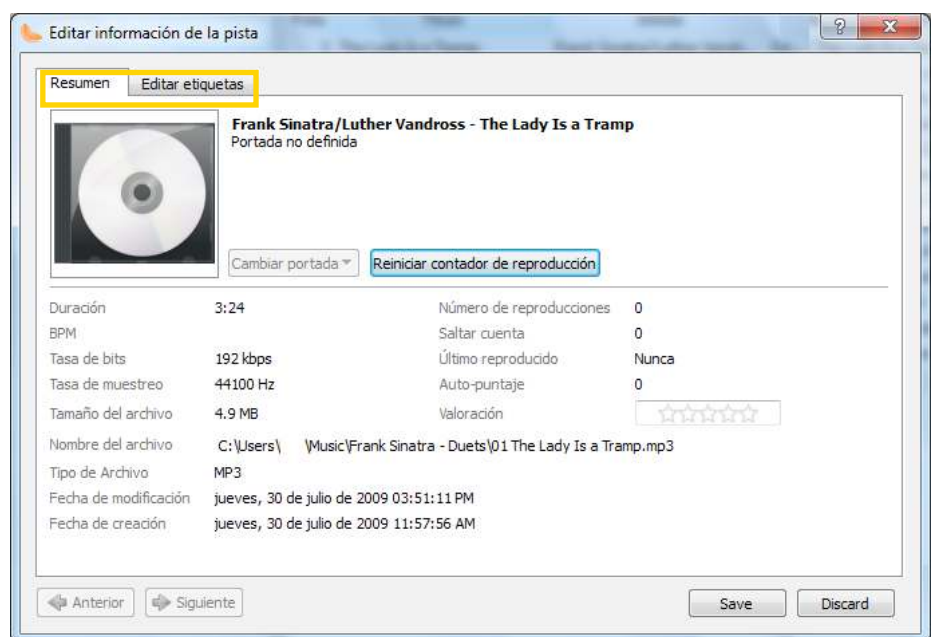 Editar información de la pista
Resumen Editar etiquetas
Frank Sinatra/Luther Vandross - The Lady Is a Tramp
Portada no definida
Cambiar portada Reiniciar contador de reproducción
Duración 3:24 Número de reproducciones 0
BPM Saltar cuenta 0
Tasa de bits 192 kbps Último reproducido Nunca
Tasa de muestreo 44100 Hz Auto-puntaje 0
Tamaño del archivo 4.9 MB Valoración
Nombre del archivo C:\Users\ \Music\Frank Sinatra - Duets\01 The Lady Is a Tramp.mp3
Tipo de Archivo MP3
Fecha de modificación jueves, 30 de julio de 2009 03:51:11 PM
Fecha de creación jueves, 30 de julio de 2009 11:57:56 AM
Anterior Siguiente Save Discard